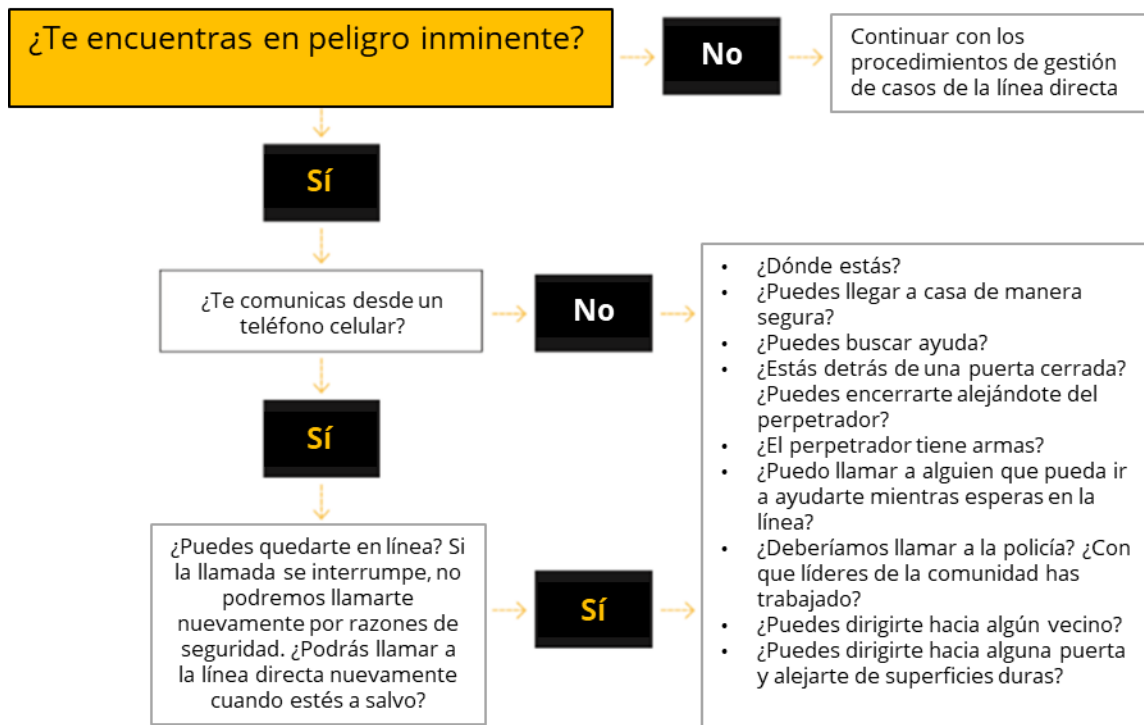 ¿Te encuentras en peligro inminente?
No
Continuar con los
procedimientos de gestión
de casos de la línea directa
Sí
¿Te comunicas desde un
teléfono celular?
No
• ¿Dónde estás?
• ¿Puedes llegar a casa de manera
segura?
• ¿Puedes buscar ayuda?
• ¿Estás detrás de una puerta cerrada?
¿Puedes encerrarte alejándote del
perpetrador?
• ¿El perpetrador tiene armas?
• ¿Puedo llamar a alguien que pueda ir
a ayudarte mientras esperas en la
línea?
• ¿Deberíamos llamar a la policía? ¿Con
que líderes de la comunidad has
trabajado?
• ¿Puedes dirigirte hacia algún vecino?
• ¿Puedes dirigirte hacia alguna puerta
y alejarte de superficies duras?
Sí
¿Puedes quedarte en línea? Si
la llamada se interrumpe, no
podremos llamarte
nuevamente por razones de
seguridad. ¿Podrás llamar a
la línea directa nuevamente
cuando estés a salvo?
Sí